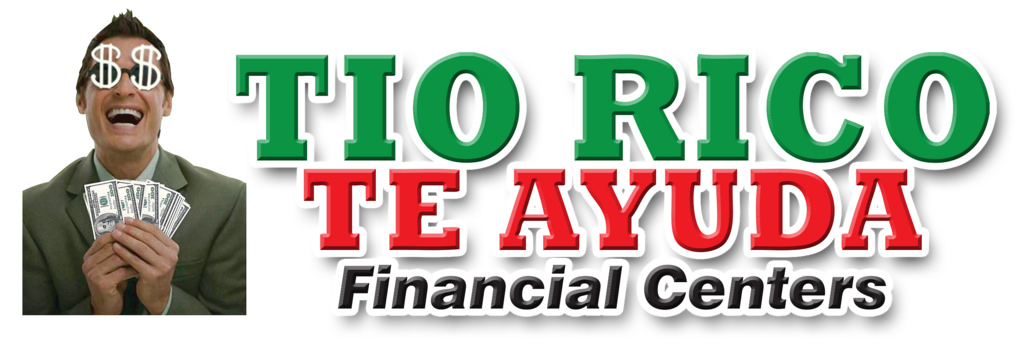 $ $
TIO RICO
TE AYUDA
Financial Centers